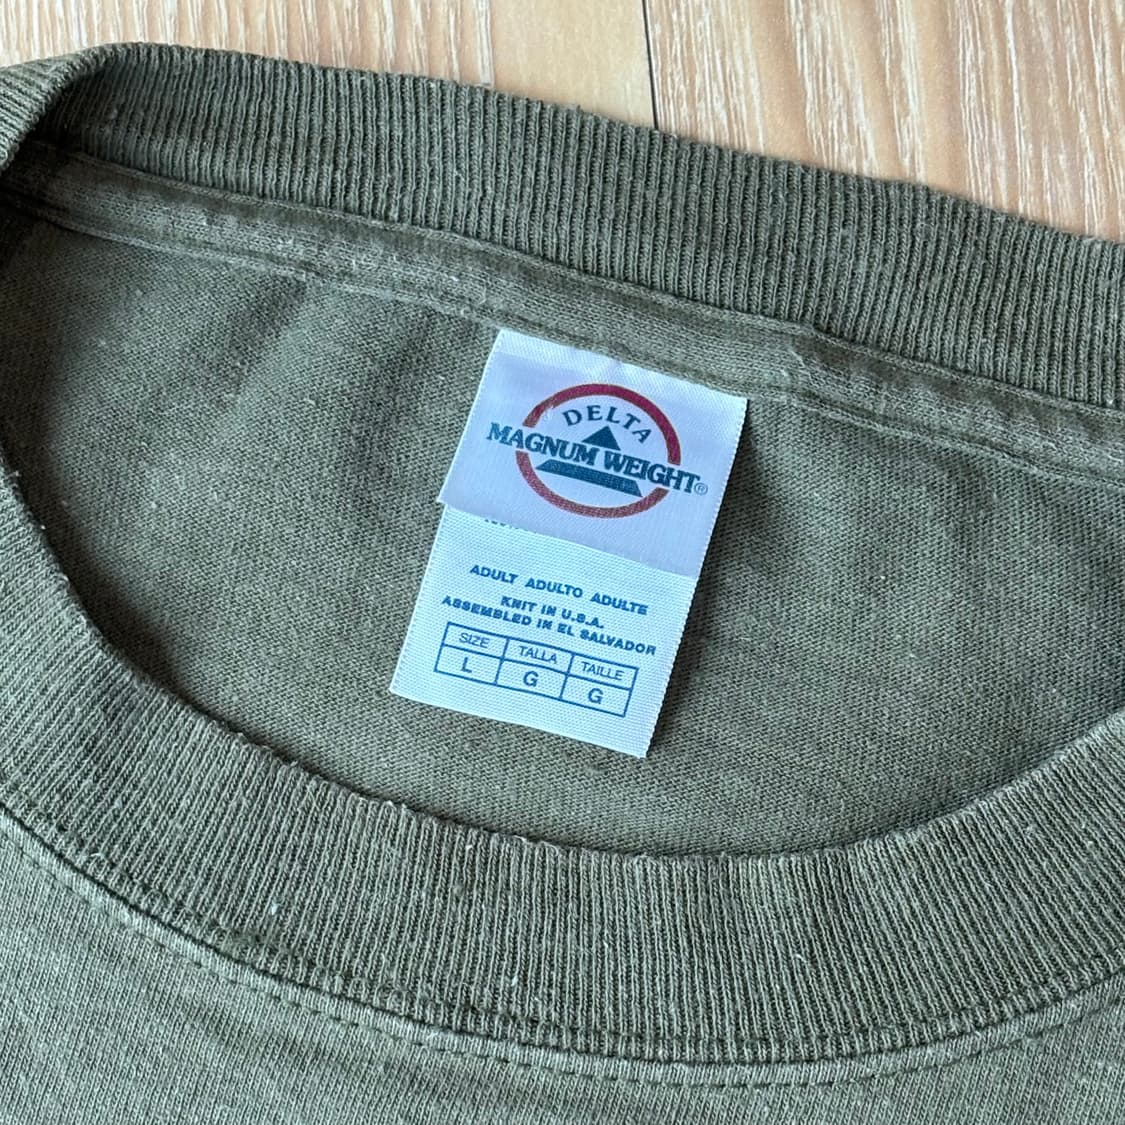 DELTA
MAGNUM WEIGHT®
ADULT ADULTO ADULTE
KNIT IN U.S.A.
ASSEMBLED IN EL SALVADOR
SIZE TALLA TAILLE
L G G